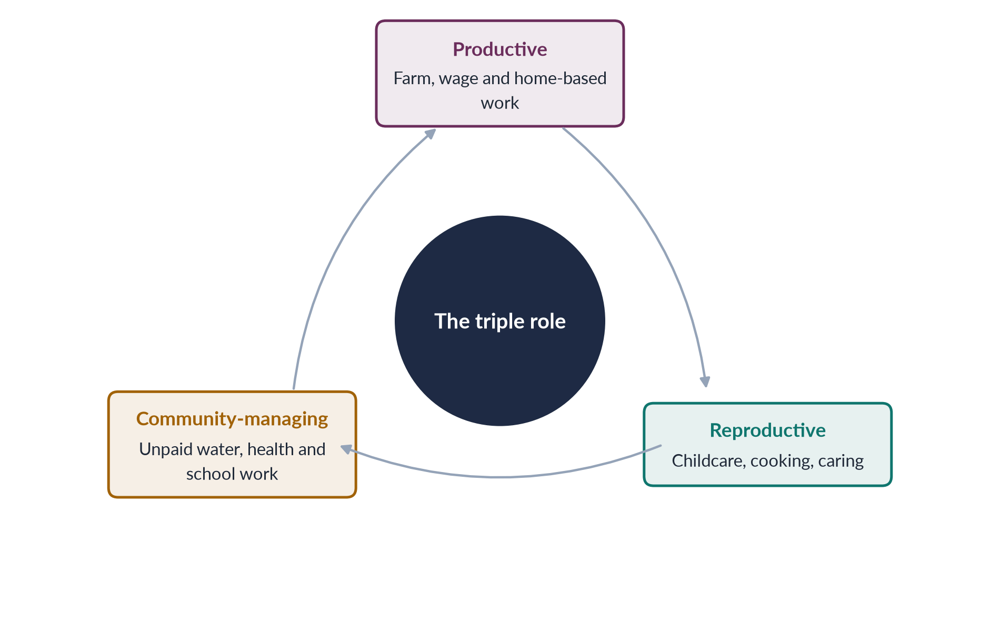 Productive
Farm, wage and home-based
work
The triple role
Community-managing
Unpaid water, health and
school work
Reproductive
Childcare, cooking, caring